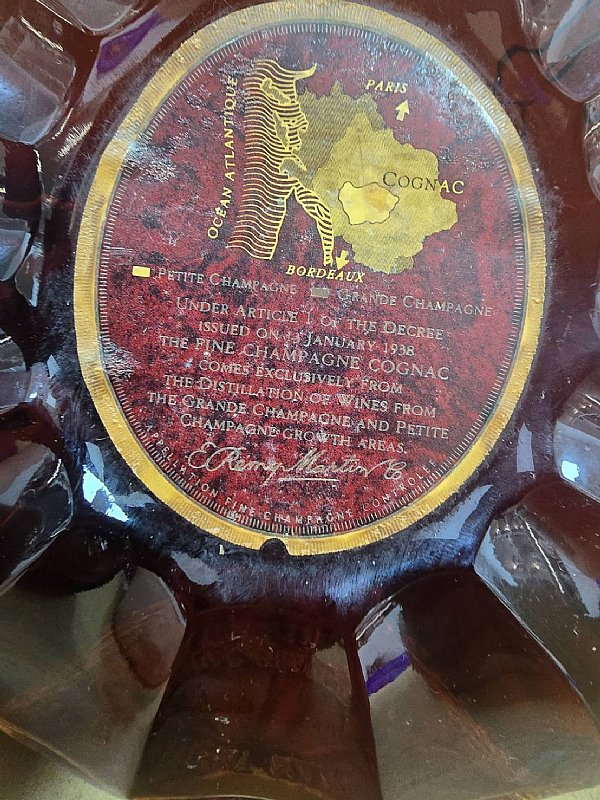 PARIS
OCÉAN ATLANTIQUE
COGNAC
BORDEAUX
PETITE CHAMPAGNE GRANDE CHAMPAGNE
UNDER ARTICLE 1 OF THE DECREE
ISSUED ON 13 JANUARY 1938
THE FINE CHAMPAGNE COGNAC
COMES EXCLUSIVELY FROM
THE DISTILLATION OF WINES FROM
THE GRANDE CHAMPAGNE AND PETITE
CHAMPAGNE GROWTH AREAS.
E. Remy Martin & C
APPELLATION FINE CHAMPAGNE CONTROLEE